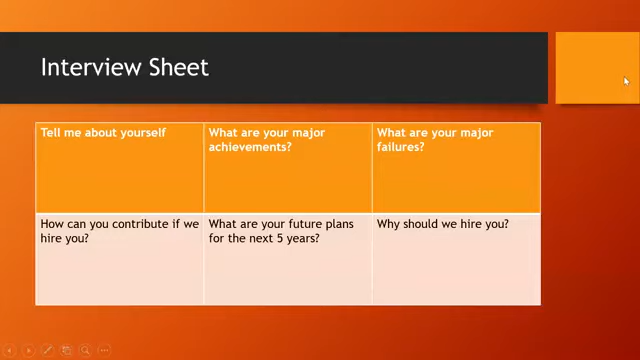 Interview Sheet
Tell me about yourself
What are your major
achievements?
What are your major
failures?
How can you contribute if we
hire you?
What are your future plans
for the next 5 years?
Why should we hire you?